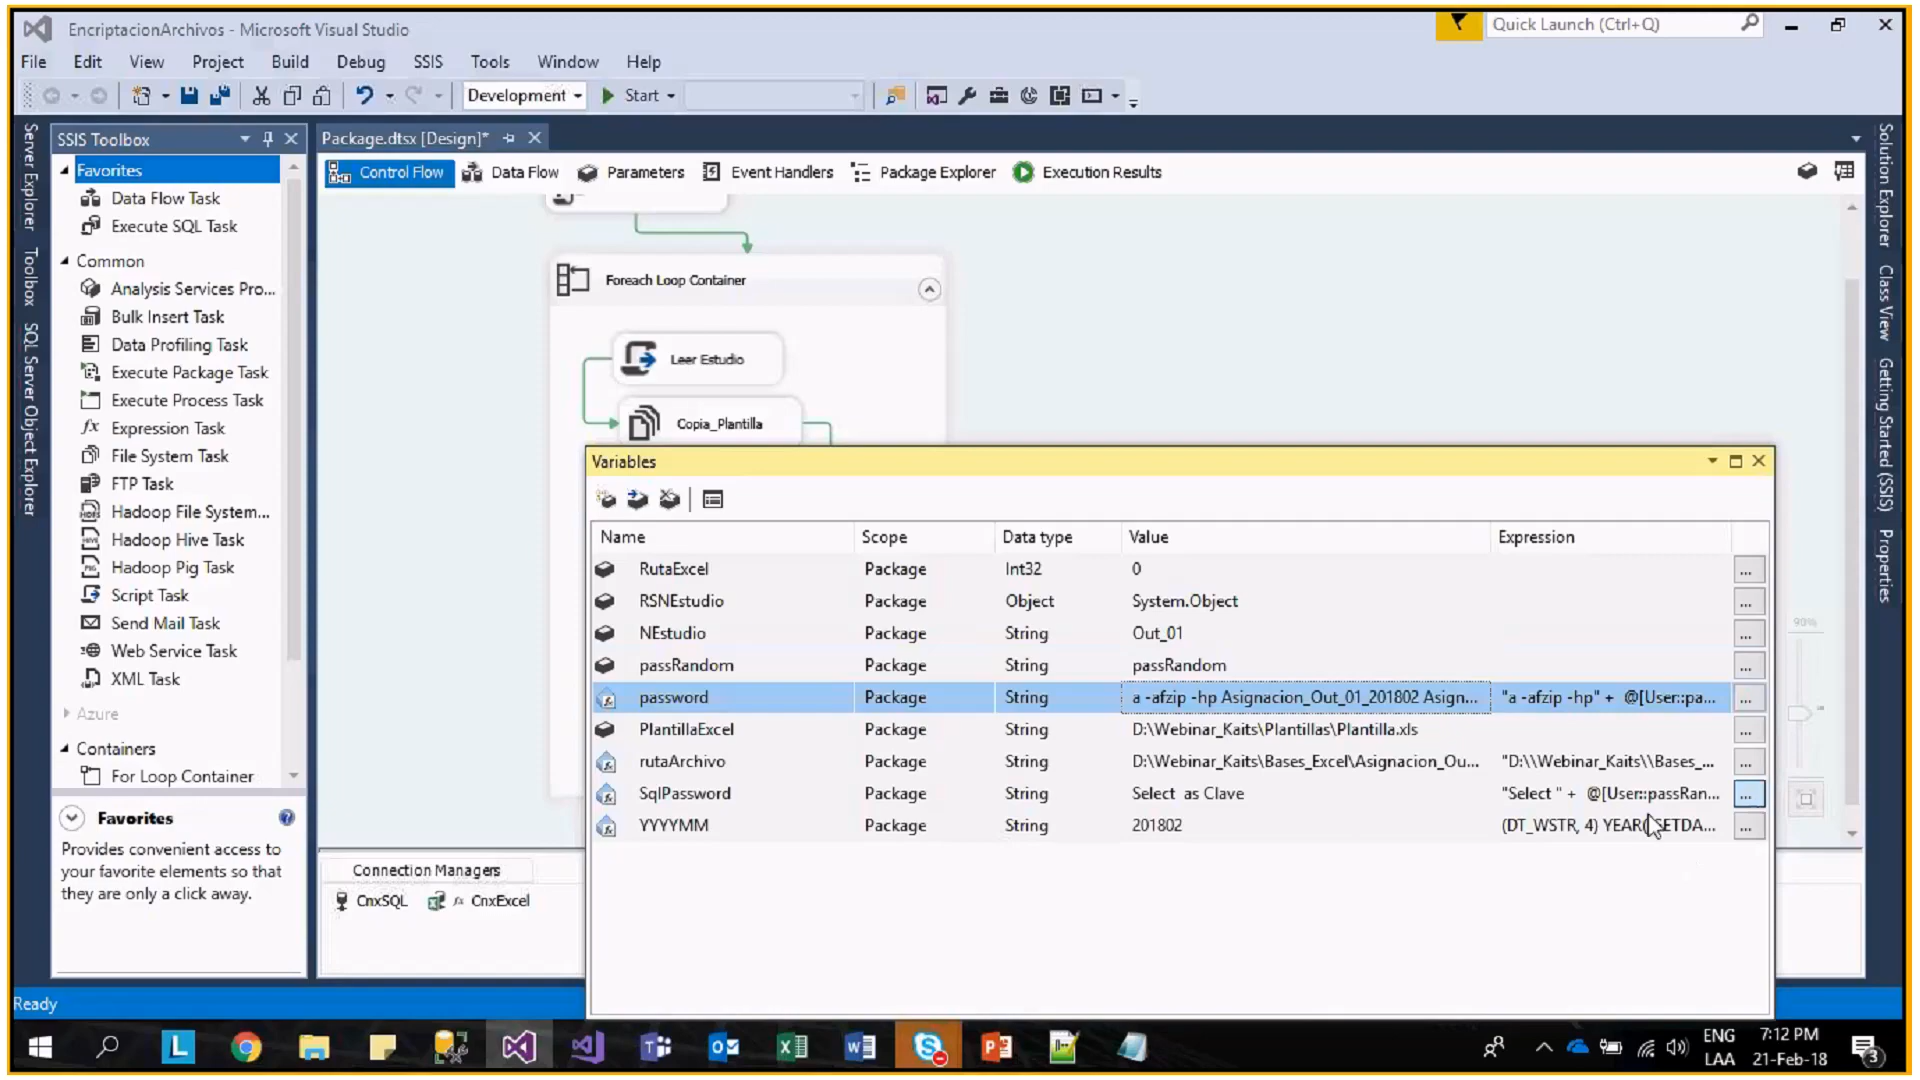 EncriptacionArchivos - Microsoft Visual Studio
Quick Launch (Ctrl+Q)
File Edit View Project Build Debug SSIS Tools Window Help
Development Start
Server Explorer
Toolbox
SQL Server Object Explorer
SSIS Toolbox
Favorites
Data Flow Task
Execute SQL Task
Common
Analysis Services Pro...
Bulk Insert Task
Data Profiling Task
Execute Package Task
Execute Process Task
Expression Task
File System Task
FTP Task
Hadoop File System...
Hadoop Hive Task
Hadoop Pig Task
Script Task
Send Mail Task
Web Service Task
XML Task
Azure
Containers
For Loop Container
Favorites
Provides convenient access to
your favorite elements so that
they are only a click away.
Package.dtsx [Design]*
Control Flow Data Flow Parameters Event Handlers Package Explorer Execution Results
Foreach Loop Container
Leer Estudio
Copia_Plantilla
90%
Variables
Name Scope Data type Value Expression
RutaExcel Package Int32 0 ...
RSNEstudio Package Object System.Object ...
NEstudio Package String Out_01 ...
passRandom Package String passRandom ...
password Package String a -afzip -hp Asignacion_Out_01_201802 Asign... "a -afzip -hp" + @[User::pa... ...
PlantillaExcel Package String D:\Webinar_Kaits\Plantillas\Plantilla.xls ...
rutaArchivo Package String D:\Webinar_Kaits\Bases_Excel\Asignacion_Ou... "D:\\Webinar_Kaits\\Bases_... ...
SqlPassword Package String Select as Clave "Select " + @[User::passRan... ...
YYYYMM Package String 201802 (DT_WSTR, 4) YEAR( GETDA... ...
Connection Managers
CnxSQL fx CnxExcel
Solution Explorer
Class View
Getting Started (SSIS)
Properties
Ready
ENG 7:12 PM
LAA 21-Feb-18
3